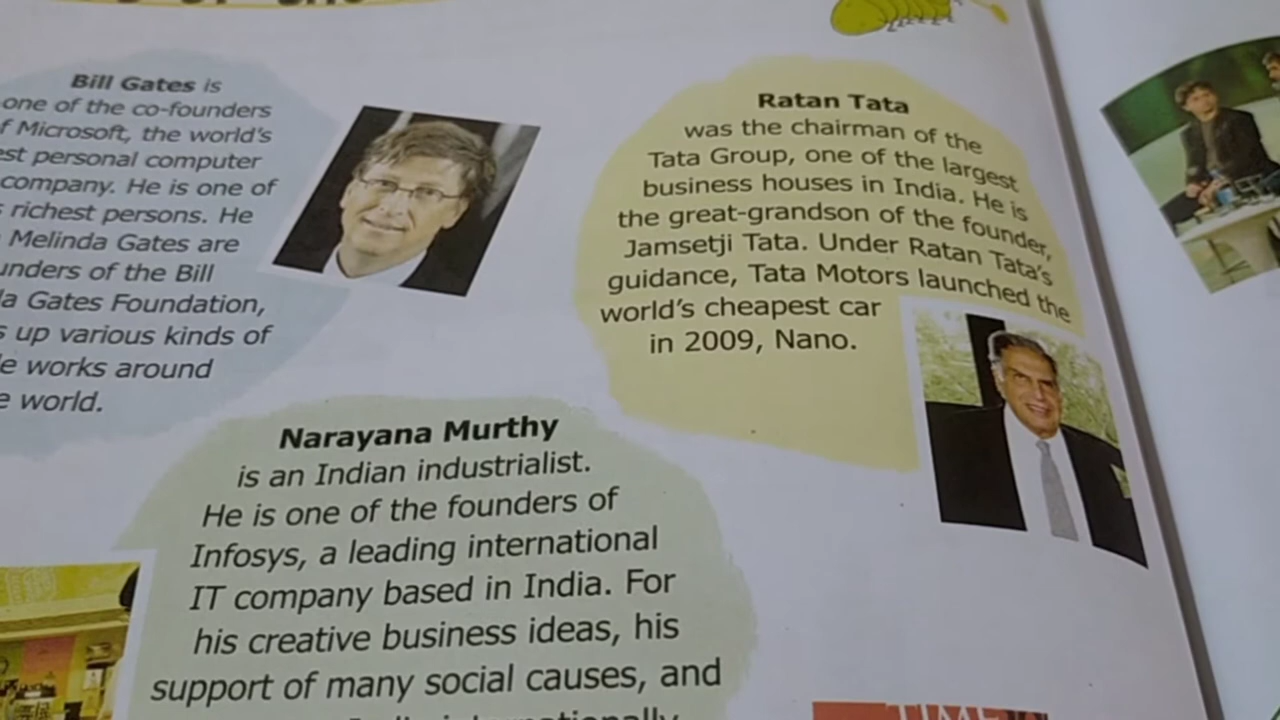 Bill Gates is
one of the co-founders
of Microsoft, the world's
personal computer
company. He is one of
richest persons. He
Melinda Gates are
of the Bill
Gates Foundation,
up various kinds of
works around
world.
Ratan Tata
was the chairman of the
Tata Group, one of the largest
business houses in India. He is
the great-grandson of the founder,
Jamsetji Tata. Under Ratan Tata's
guidance, Tata Motors launched the
world's cheapest car
in 2009, Nano.
Narayana Murthy
is an Indian industrialist.
He is one of the founders of
Infosys, a leading international
IT company based in India. For
his creative business ideas, his
support of many social causes, and
TIME